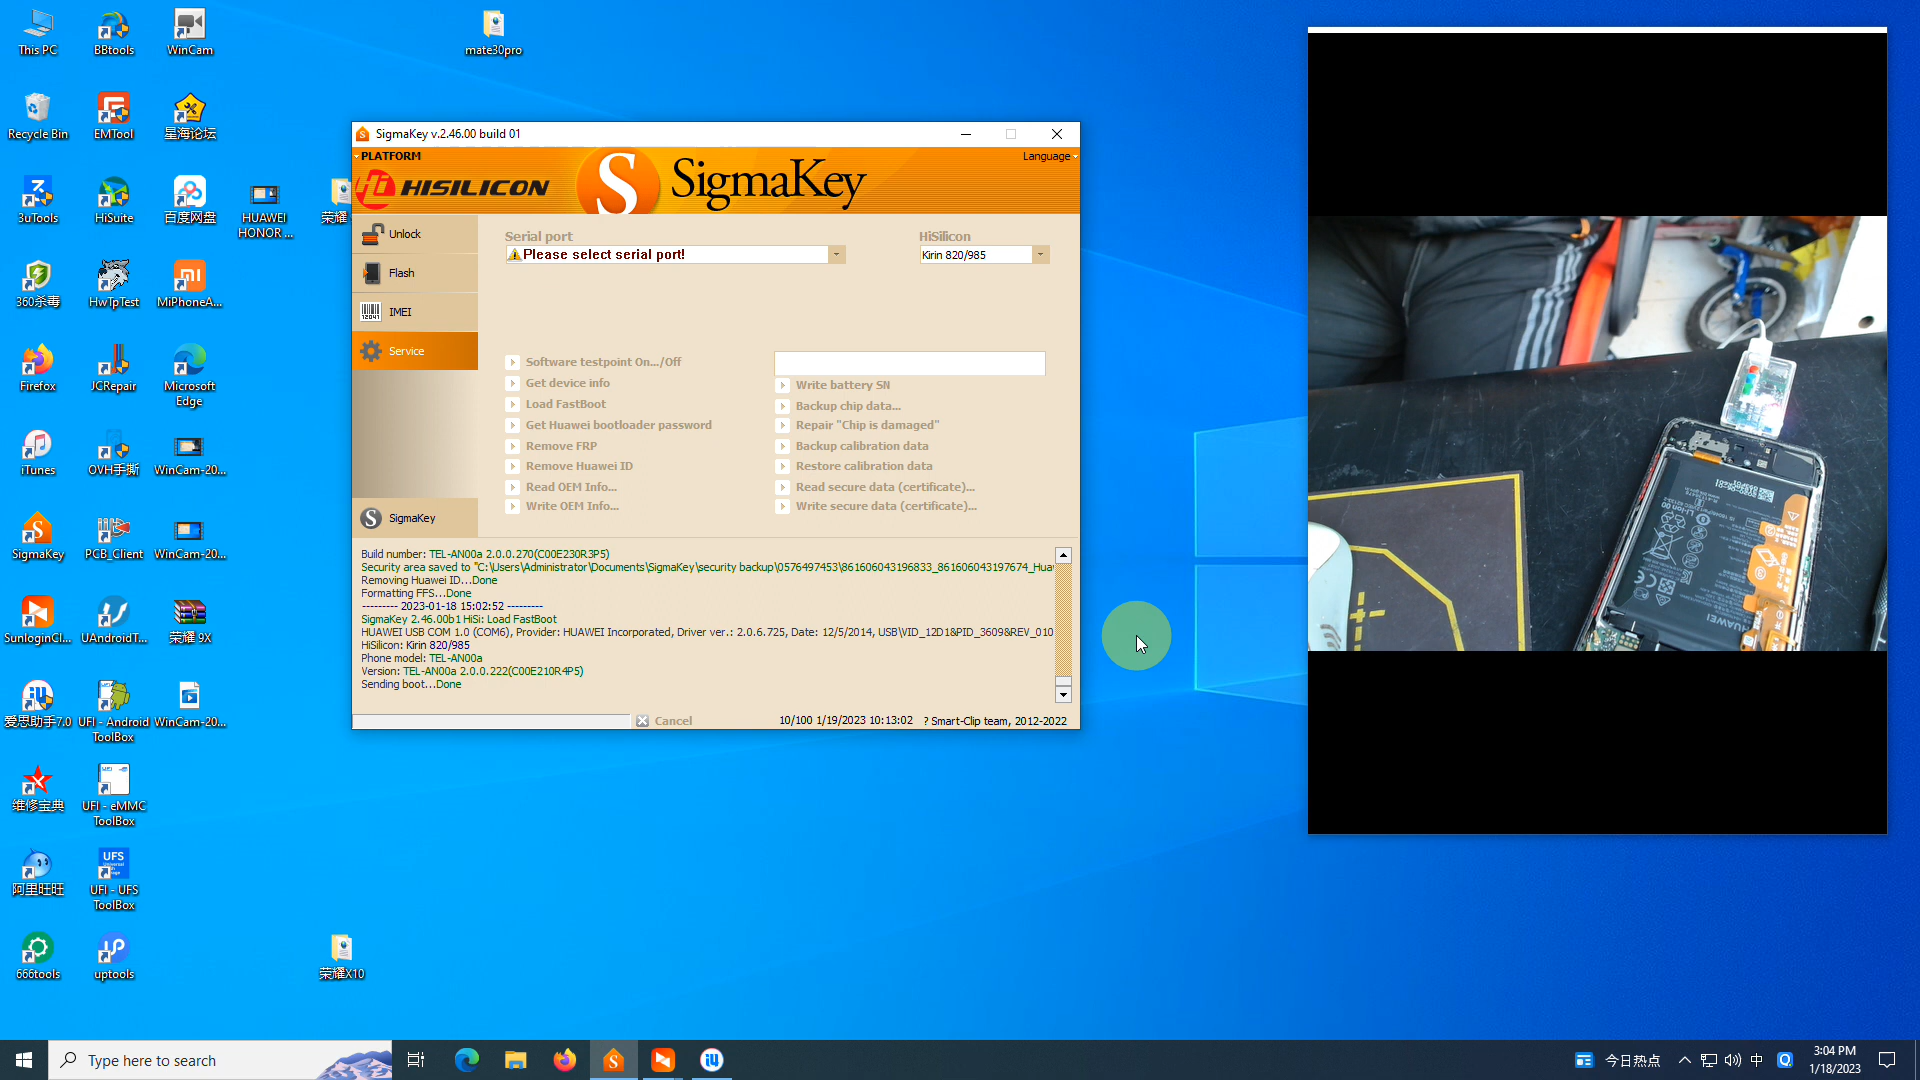 This PC
BBtools
WinCam
mate30pro
Recycle Bin
EMTool
星海论坛
3uTools
HiSuite
百度网盘
HUAWEI
HONOR ...
荣耀
360杀毒
HwTpTest
MiPhoneA...
Firefox
JCRepair
Microsoft
Edge
iTunes
OVH手撕
WinCam-20...
SigmaKey
PCB_Client
WinCam-20...
SunloginCl...
UAndroidT...
荣耀 9X
爱思助手7.0
UFI - Android
ToolBox
WinCam-20...
维修宝典
UFI - eMMC
ToolBox
阿里旺旺
UFS
UFI - UFS
ToolBox
666tools
uptools
荣耀X10
SigmaKey v.2.46.00 build 01
PLATFORM
Language
HISILICON
S SigmaKey
Unlock
Flash
IMEI
Service
SigmaKey
Serial port
Please select serial port!
HiSilicon
Kirin 820/985
Software testpoint On.../Off
Get device info
Load FastBoot
Get Huawei bootloader password
Remove FRP
Remove Huawei ID
Read OEM Info...
Write OEM Info...
Write battery SN
Backup chip data...
Repair "Chip is damaged"
Backup calibration data
Restore calibration data
Read secure data (certificate)...
Write secure data (certificate)...
Build number: TEL-AN00a 2.0.0.270(C00E230R3P5)
Security area saved to "C:\Users\Administrator\Documents\SigmaKey\security backup\0576497453\861606043196833_861606043197674_Hua
Removing Huawei ID...Done
Formatting FFS...Done
--------- 2023-01-18 15:02:52 ---------
SigmaKey 2.46.00b1 HiSi: Load FastBoot
HUAWEI USB COM 1.0 (COM6), Provider: HUAWEI Incorporated, Driver ver.: 2.0.6.725, Date: 12/5/2014, USB\VID_12D1&PID_3609&REV_010
HiSilicon: Kirin 820/985
Phone model: TEL-AN00a
Version: TEL-AN00a 2.0.0.222(C00E210R4P5)
Sending boot...Done
Cancel
10/100 1/19/2023 10:13:02
? Smart-Clip team, 2012-2022
HUAWEI
Type here to search
今日热点
中
3:04 PM
1/18/2023